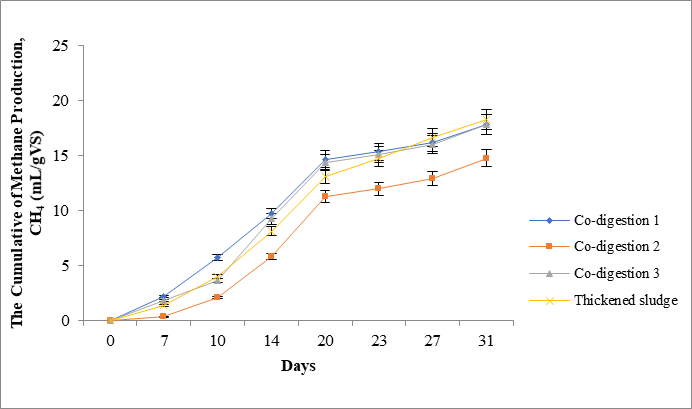 The Cumulative of Methane Production,
CH₄ (mL/gVS)
25
20
15
10
5
0
0 7 10 14 20 23 27 31
Days
Co-digestion 1
Co-digestion 2
Co-digestion 3
Thickened sludge